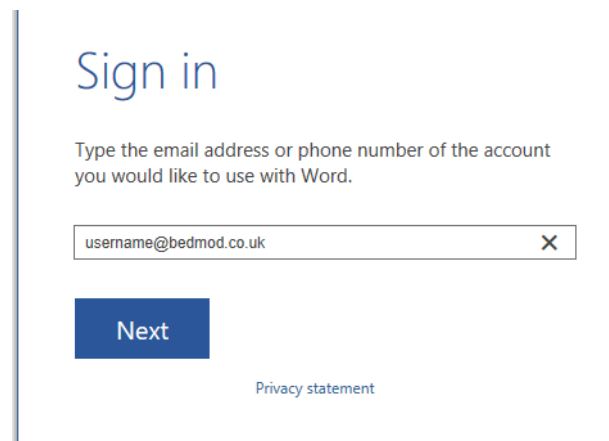 Sign in
Type the email address or phone number of the account
you would like to use with Word.
username@bedmod.co.uk
Next
Privacy statement